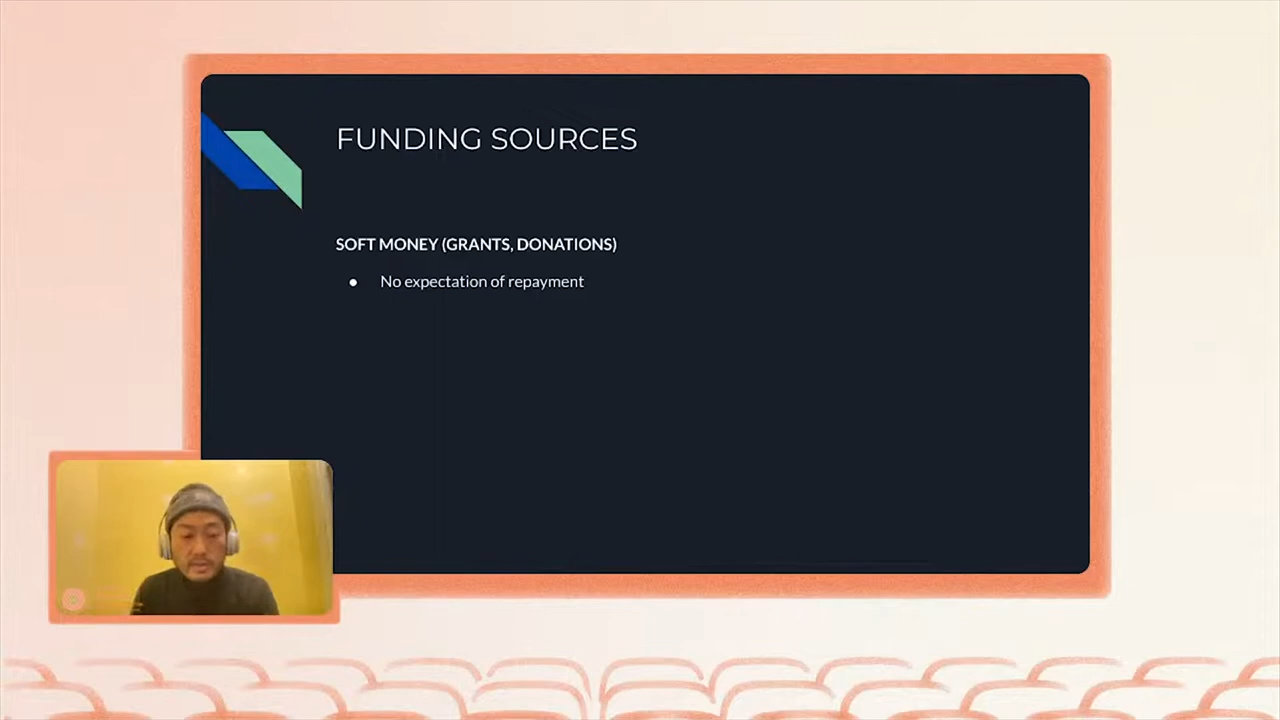 FUNDING SOURCES
SOFT MONEY (GRANTS, DONATIONS)
● No expectation of repayment